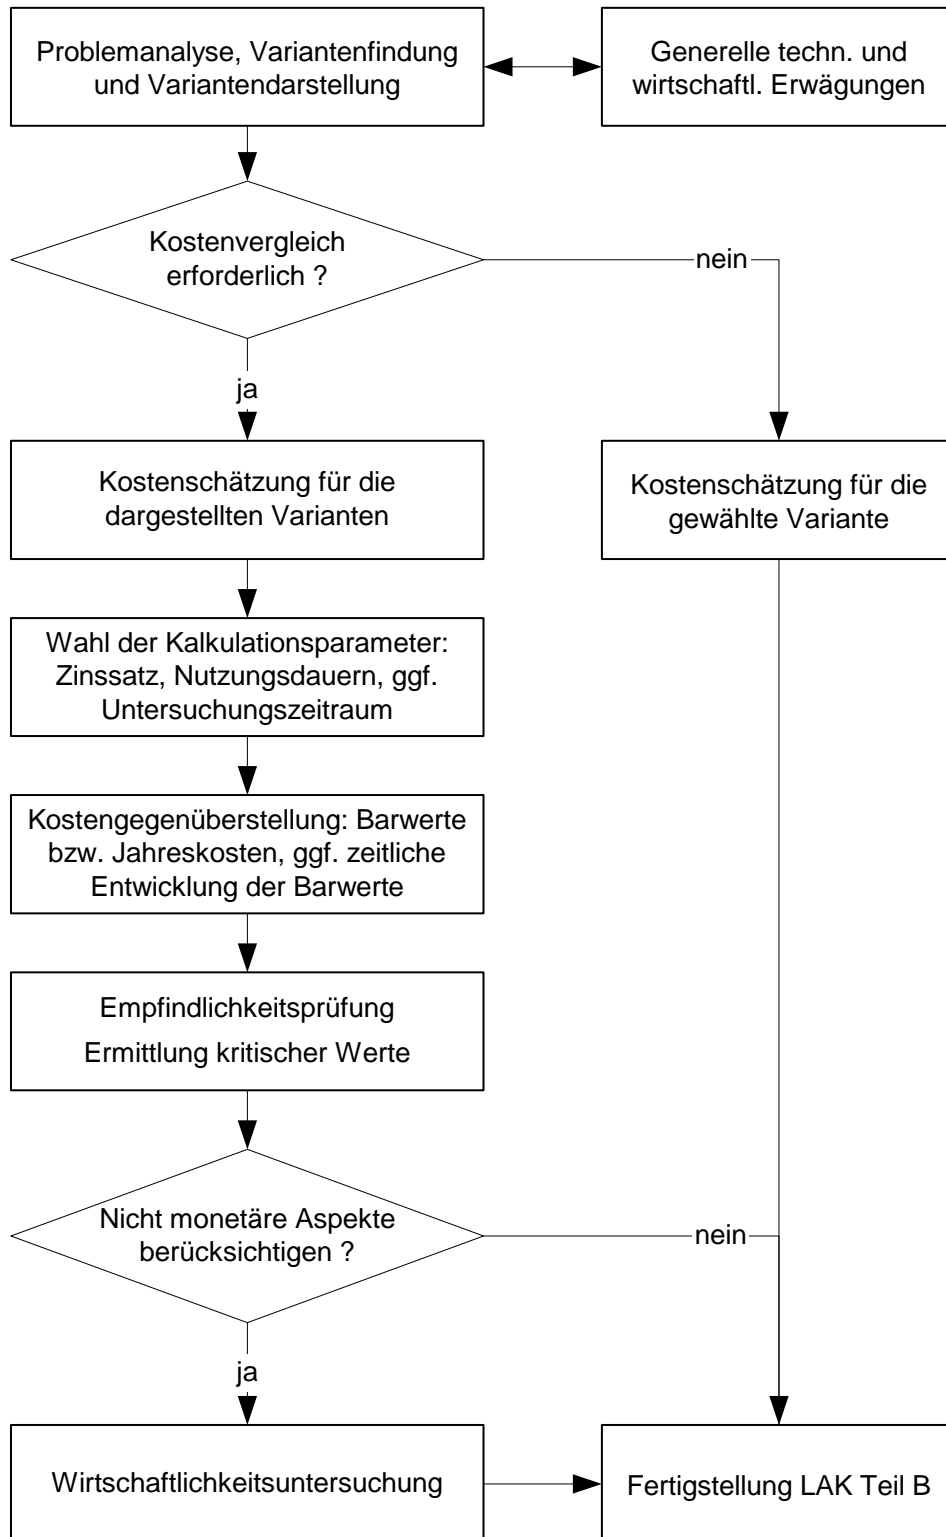 Problemanalyse, Variantenfindung
und Variantendarstellung
Generelle techn. und
wirtschaftl. Erwägungen
Kostenvergleich
erforderlich ?
nein
ja
Kostenschätzung für die
dargestellten Varianten
Kostenschätzung für die
gewählte Variante
Wahl der Kalkulationsparameter:
Zinssatz, Nutzungsdauern, ggf.
Untersuchungszeitraum
Kostengegenüberstellung: Barwerte
bzw. Jahreskosten, ggf. zeitliche
Entwicklung der Barwerte
Empfindlichkeitsprüfung
Ermittlung kritischer Werte
Nicht monetäre Aspekte
berücksichtigen ?
nein
ja
Wirtschaftlichkeitsuntersuchung
Fertigstellung LAK Teil B